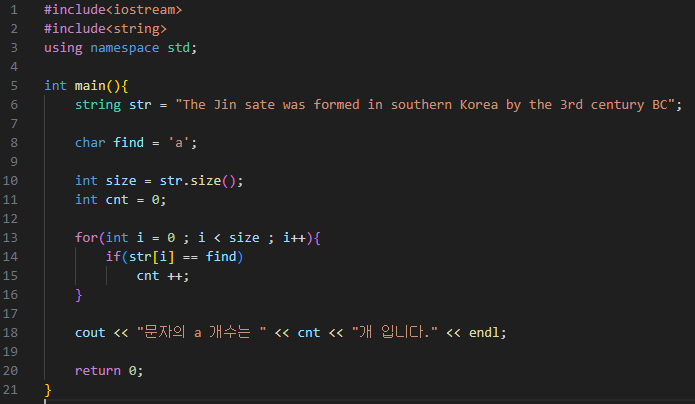 1 #include<iostream>
2 #include<string>
3 using namespace std;
4
5 int main(){
6 string str = "The Jin sate was formed in southern Korea by the 3rd century BC";
7
8 char find = 'a';
9
10 int size = str.size();
11 int cnt = 0;
12
13 for(int i = 0 ; i < size ; i++){
14 if(str[i] == find)
15 cnt ++;
16 }
17
18 cout << "문자의 a 개수는 " << cnt << "개 입니다." << endl;
19
20 return 0;
21 }